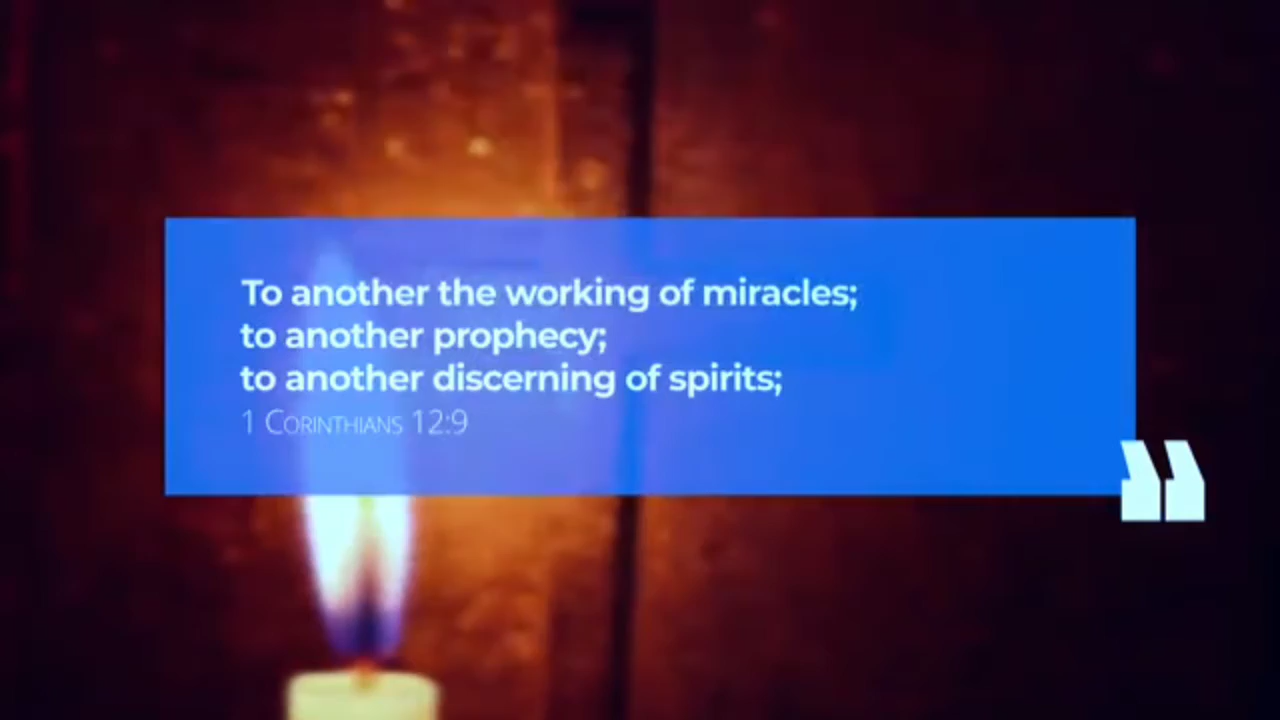 To another the working of miracles;
to another prophecy;
to another discerning of spirits;
1 Corinthians 12:9